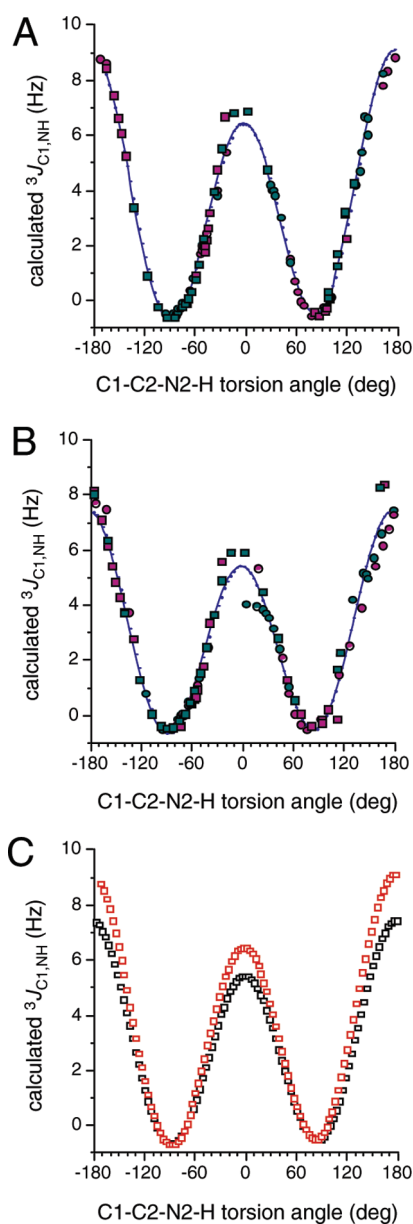 A
10
8
6
4
2
0
calculated ³J_C1,NH (Hz)
-180 -120 -60 0 60 120 180
C1-C2-N2-H torsion angle (deg)
B
10
8
6
4
2
0
calculated ³J_C1,NH (Hz)
-180 -120 -60 0 60 120 180
C1-C2-N2-H torsion angle (deg)
C
10
8
6
4
2
0
calculated ³J_C1,NH (Hz)
-180 -120 -60 0 60 120 180
C1-C2-N2-H torsion angle (deg)